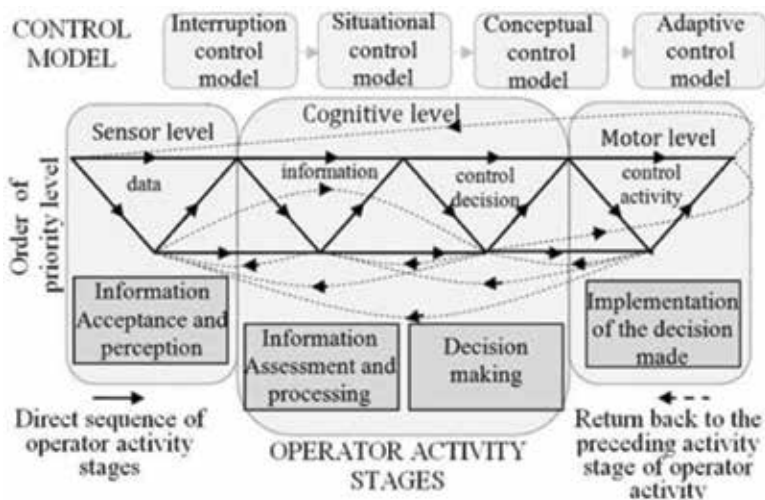 CONTROL
MODEL
Interruption
control
model
Situational
control
model
Conceptual
control
model
Adaptive
control
model
Order of
priority level
Sensor level
Cognitive level
Motor level
data
information
control
decision
control
activity
Information
Acceptance and
perception
Information
Assessment and
processing
Decision
making
Implementation
of the decision
made
Direct sequence of
operator activity
stages
OPERATOR ACTIVITY
STAGES
Return back to the
preceding activity
stage of operator
activity